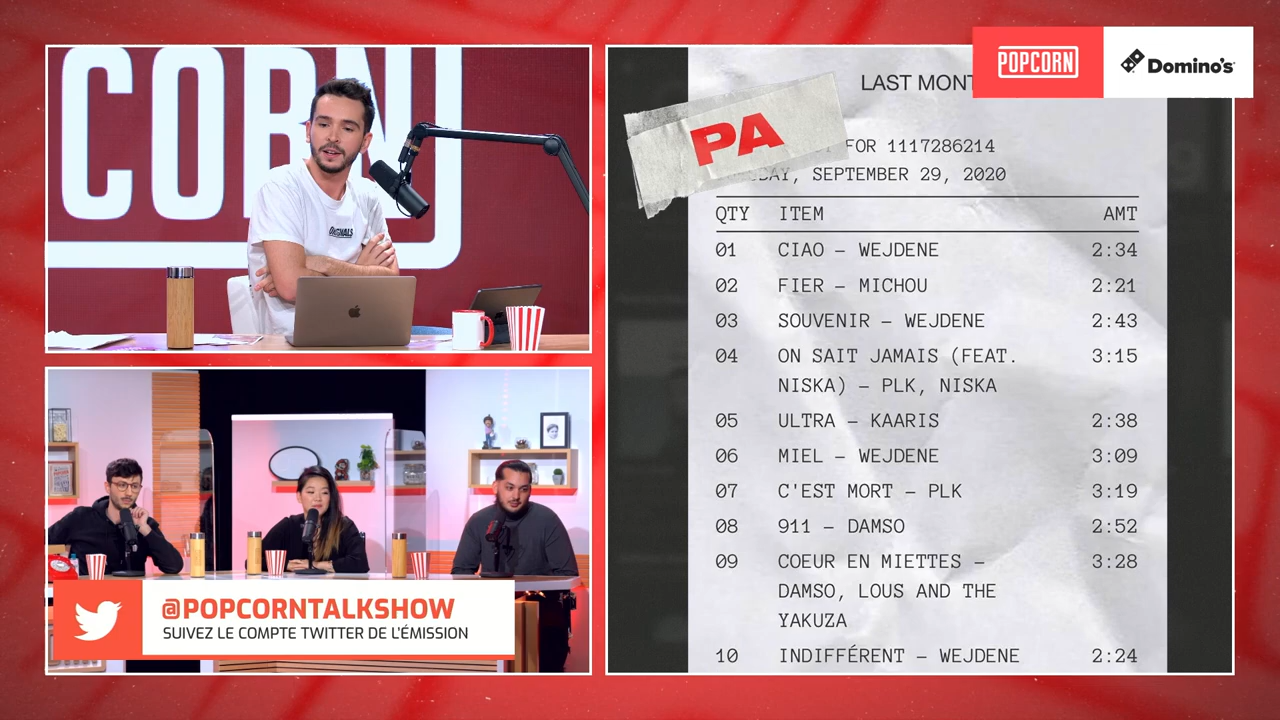 CORN
ORIGINALS
@POPCORNTALKSHOW
SUIVEZ LE COMPTE TWITTER DE L'ÉMISSION
POPCORN
Domino's
LAST MONT
PA
FOR 1117286214
DAY, SEPTEMBER 29, 2020
QTY ITEM AMT
01 CIAO – WEJDENE 2:34
02 FIER – MICHOU 2:21
03 SOUVENIR – WEJDENE 2:43
04 ON SAIT JAMAIS (FEAT. 3:15
NISKA) – PLK, NISKA
05 ULTRA – KAARIS 2:38
06 MIEL – WEJDENE 3:09
07 C'EST MORT – PLK 3:19
08 911 – DAMSO 2:52
09 COEUR EN MIETTES – 3:28
DAMSO, LOUS AND THE
YAKUZA
10 INDIFFÉRENT – WEJDENE 2:24